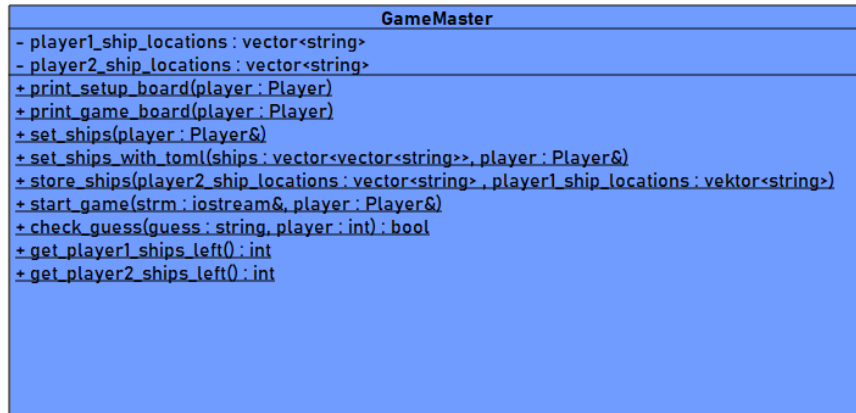 GameMaster
- player1_ship_locations : vector<string>
- player2_ship_locations : vector<string>
+ print_setup_board(player : Player)
+ print_game_board(player : Player)
+ set_ships(player : Player&)
+ set_ships_with_toml(ships : vector<vector<string>>, player : Player&)
+ store_ships(player2_ship_locations : vector<string> , player1_ship_locations : vektor<string>)
+ start_game(strm : iostream&, player : Player&)
+ check_guess(guess : string, player : int) : bool
+ get_player1_ships_left() : int
+ get_player2_ships_left() : int